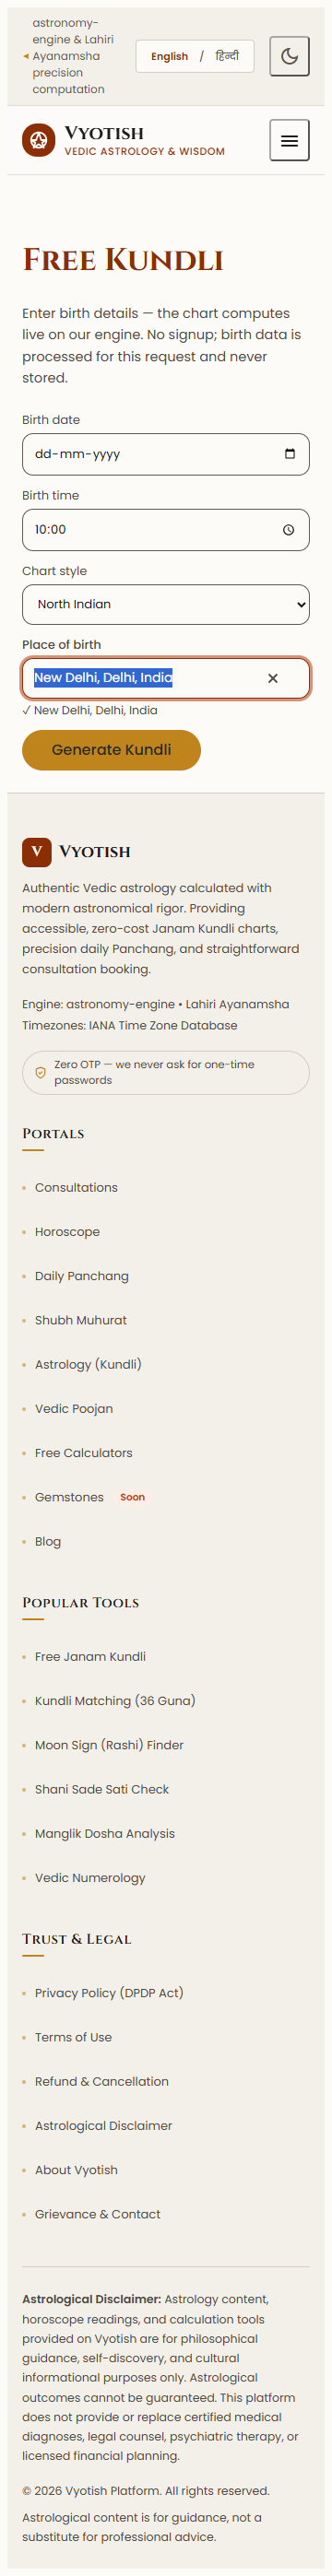 astronomy-
engine & Lahiri
Ayanamsha
precision
computation
English / हिन्दी
Vyotish
VEDIC ASTROLOGY & WISDOM
Free Kundli
Enter birth details — the chart computes
live on our engine. No signup; birth data is
processed for this request and never
stored.
Birth date
dd-mm-yyyy
Birth time
10:00
Chart style
North Indian
Place of birth
New Delhi, Delhi, India
✓ New Delhi, Delhi, India
Generate Kundli
V Vyotish
Authentic Vedic astrology calculated with
modern astronomical rigor. Providing
accessible, zero-cost Janam Kundli charts,
precision daily Panchang, and straightforward
consultation booking.
Engine: astronomy-engine • Lahiri Ayanamsha
Timezones: IANA Time Zone Database
Zero OTP — we never ask for one-time
passwords
Portals
Consultations
Horoscope
Daily Panchang
Shubh Muhurat
Astrology (Kundli)
Vedic Poojan
Free Calculators
Gemstones Soon
Blog
Popular Tools
Free Janam Kundli
Kundli Matching (36 Guna)
Moon Sign (Rashi) Finder
Shani Sade Sati Check
Manglik Dosha Analysis
Vedic Numerology
Trust & Legal
Privacy Policy (DPDP Act)
Terms of Use
Refund & Cancellation
Astrological Disclaimer
About Vyotish
Grievance & Contact
Astrological Disclaimer: Astrology content,
horoscope readings, and calculation tools
provided on Vyotish are for philosophical
guidance, self-discovery, and cultural
informational purposes only. Astrological
outcomes cannot be guaranteed. This platform
does not provide or replace certified medical
diagnoses, legal counsel, psychiatric therapy, or
licensed financial planning.
© 2026 Vyotish Platform. All rights reserved.
Astrological content is for guidance, not a
substitute for professional advice.